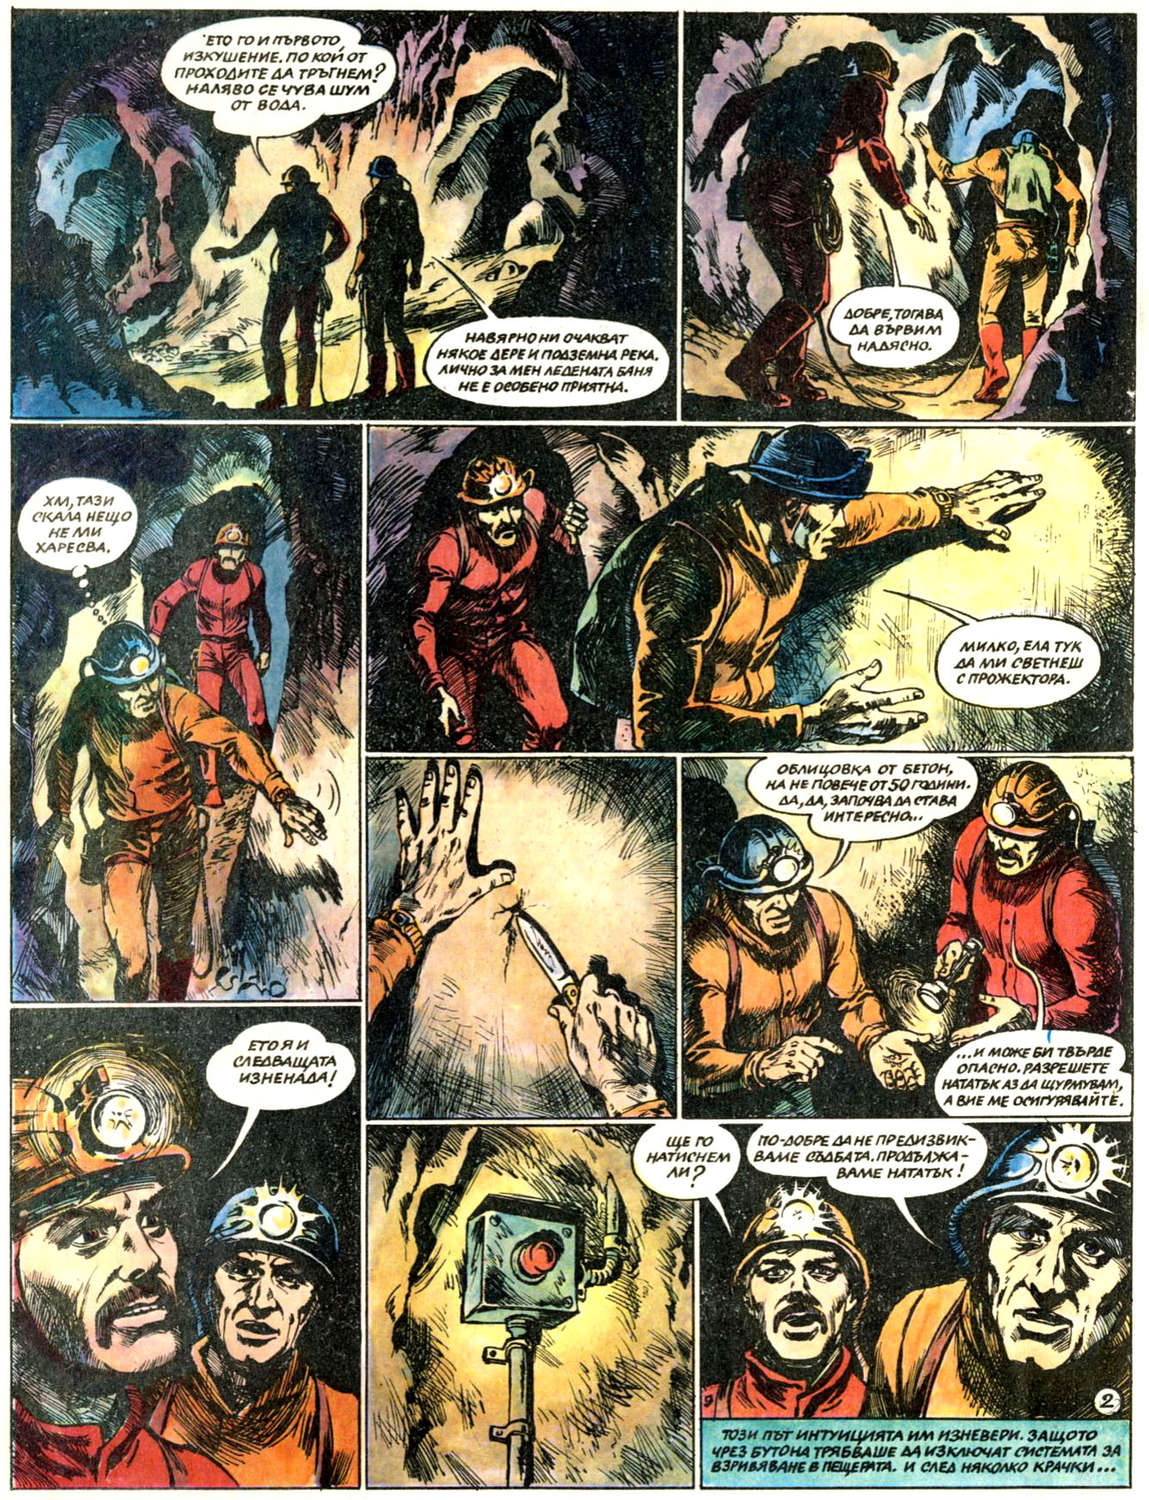 ЕТО ГО И ПЪРВОТО
ИЗКУШЕНИЕ. ПО КОЙ ОТ
ПРОХОДИТЕ ДА ТРЪГНЕМ?
НАЛЯВО СЕ ЧУВА ШУМ
ОТ ВОДА.
НАВЯРНО НИ ОЧАКВАТ
НЯКОЕ ДЕРЕ И ПОДЗЕМНА РЕКА.
ЛИЧНО ЗА МЕН ЛЕДЕНАТА БАНЯ
НЕ Е ОСОБЕНО ПРИЯТНА.
ДОБРЕ, ТОГАВА
ДА ВЪРВИМ
НАДЯСНО.
ХМ, ТАЗИ
СКАЛА НЕЩО
НЕ МИ
ХАРЕСВА.
МИЛКО, ЕЛА ТУК
ДА МИ СВЕТНЕШ
С ПРОЖЕКТОРА.
ОБЛИЦОВКА ОТ БЕТОН,
НА НЕ ПОВЕЧЕ ОТ 50 ГОДИНИ.
ДА, ДА, ЗАПОЧВА ДА СТАВА
ИНТЕРЕСНО...
...И МОЖЕ БИ ТВЪРДЕ
ОПАСНО. РАЗРЕШЕТЕ
НАТАТЪК АЗ ДА ЩУРМУВАМ,
А ВИЕ МЕ ОСИГУРЯВАЙТЕ.
ЕТО Я И
СЛЕДВАЩАТА
ИЗНЕНАДА!
ЩЕ ГО
НАТИСНЕМ
ЛИ?
ПО-ДОБРЕ ДА НЕ ПРЕДИЗВИК-
ВАМЕ СЪДБАТА. ПРОДЪЛЖА-
ВАМЕ НАТАТЪК!
2
ТОЗИ ПЪТ ИНТУИЦИЯТА ИМ ИЗНЕВЕРИ. ЗАЩОТО
ЧРЕЗ БУТОНА ТРЯБВАШЕ ДА ИЗКЛЮЧАТ СИСТЕМАТА ЗА
ВЗРИВЯВАНЕ В ПЕЩЕРАТА. И СЛЕД НЯКОЛКО КРАЧКИ...